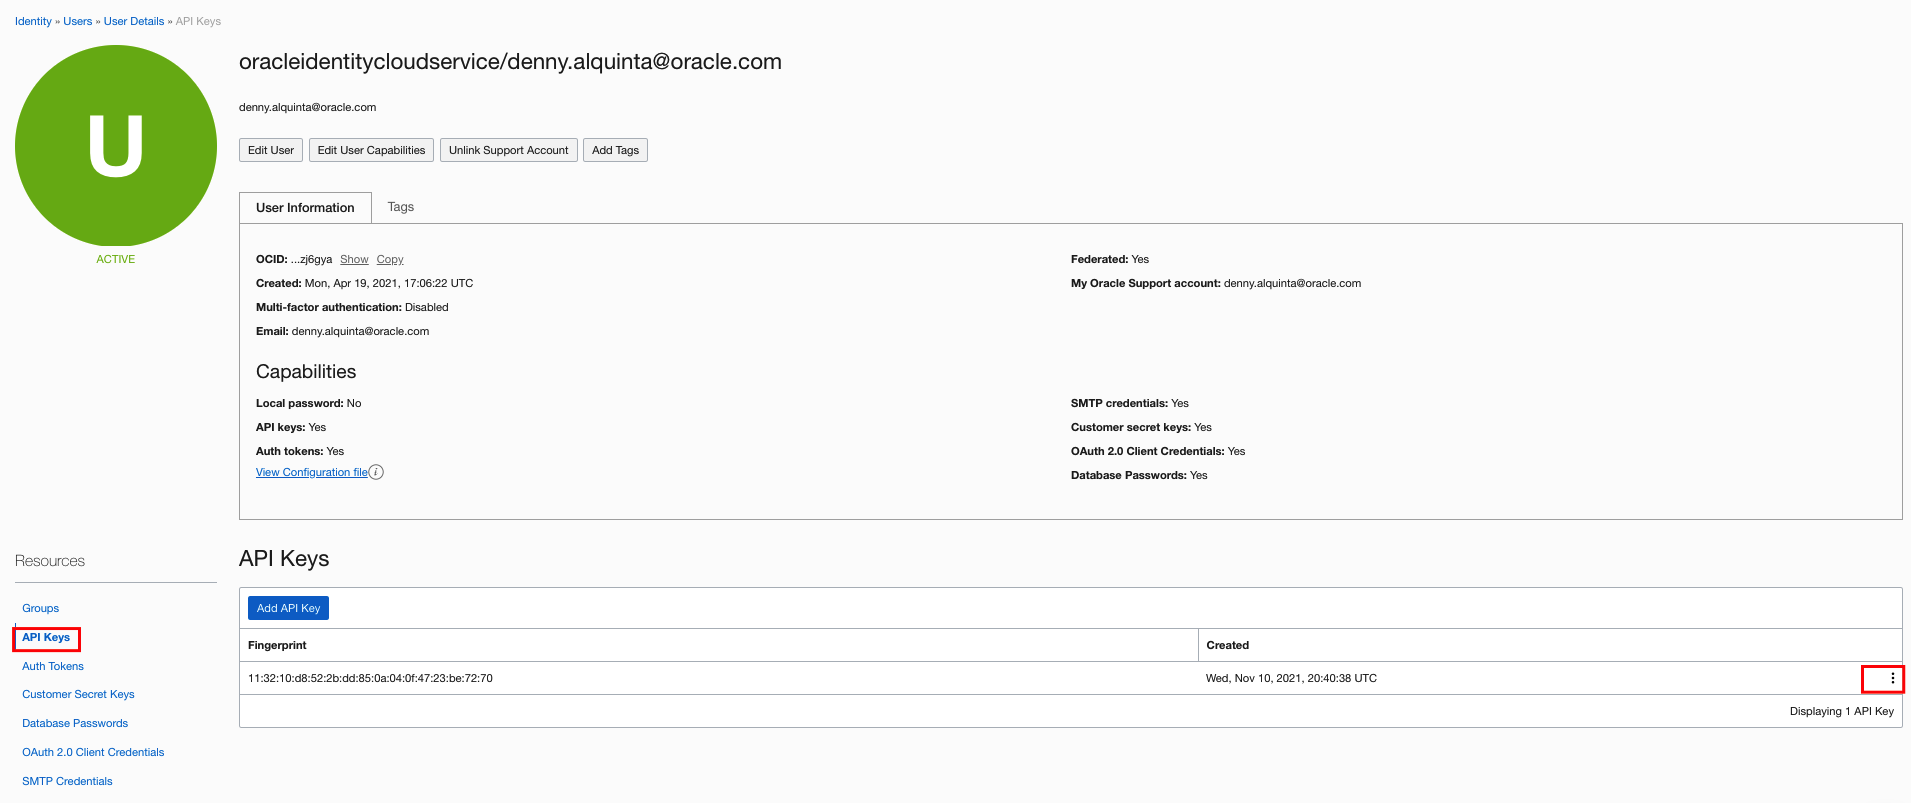 Identity » Users » User Details » API Keys
U
ACTIVE
oracleidentitycloudservice/denny.alquinta@oracle.com
denny.alquinta@oracle.com
Edit User Edit User Capabilities Unlink Support Account Add Tags
User Information Tags
OCID: ...zj6gya Show Copy
Created: Mon, Apr 19, 2021, 17:06:22 UTC
Multi-factor authentication: Disabled
Email: denny.alquinta@oracle.com
Federated: Yes
My Oracle Support account: denny.alquinta@oracle.com
Capabilities
Local password: No
API keys: Yes
Auth tokens: Yes
View Configuration file i
SMTP credentials: Yes
Customer secret keys: Yes
OAuth 2.0 Client Credentials: Yes
Database Passwords: Yes
Resources
Groups
API Keys
Auth Tokens
Customer Secret Keys
Database Passwords
OAuth 2.0 Client Credentials
SMTP Credentials
API Keys
Add API Key
Fingerprint Created
11:32:10:d8:52:2b:dd:85:0a:04:0f:47:23:be:72:70 Wed, Nov 10, 2021, 20:40:38 UTC
Displaying 1 API Key